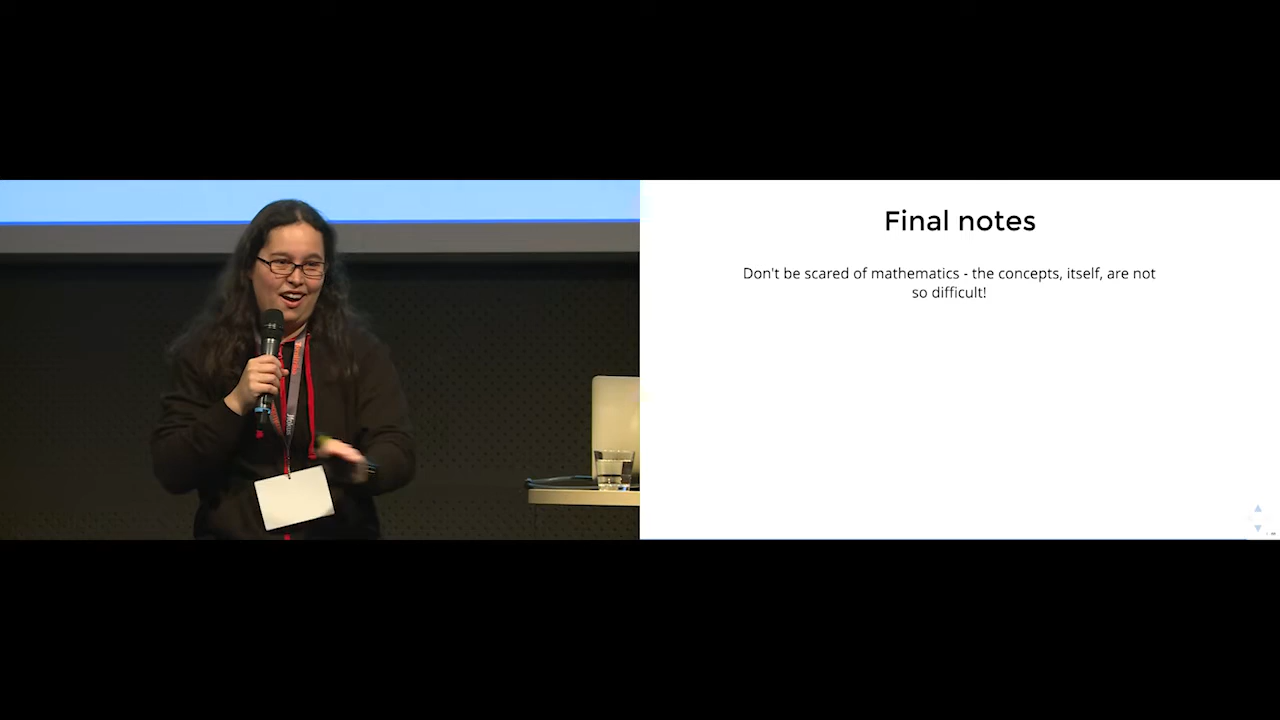 Final notes
Don't be scared of mathematics - the concepts, itself, are not
so difficult!